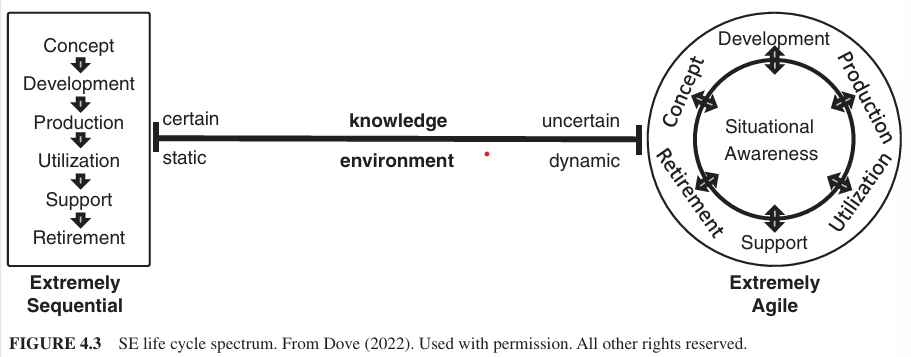 Concept
Development
Production
Utilization
Support
Retirement
Extremely
Sequential
certain
knowledge
uncertain
static
environment
dynamic
Development
Production
Utilization
Support
Retirement
Concept
Situational
Awareness
Extremely
Agile
FIGURE 4.3 SE life cycle spectrum. From Dove (2022). Used with permission. All other rights reserved.